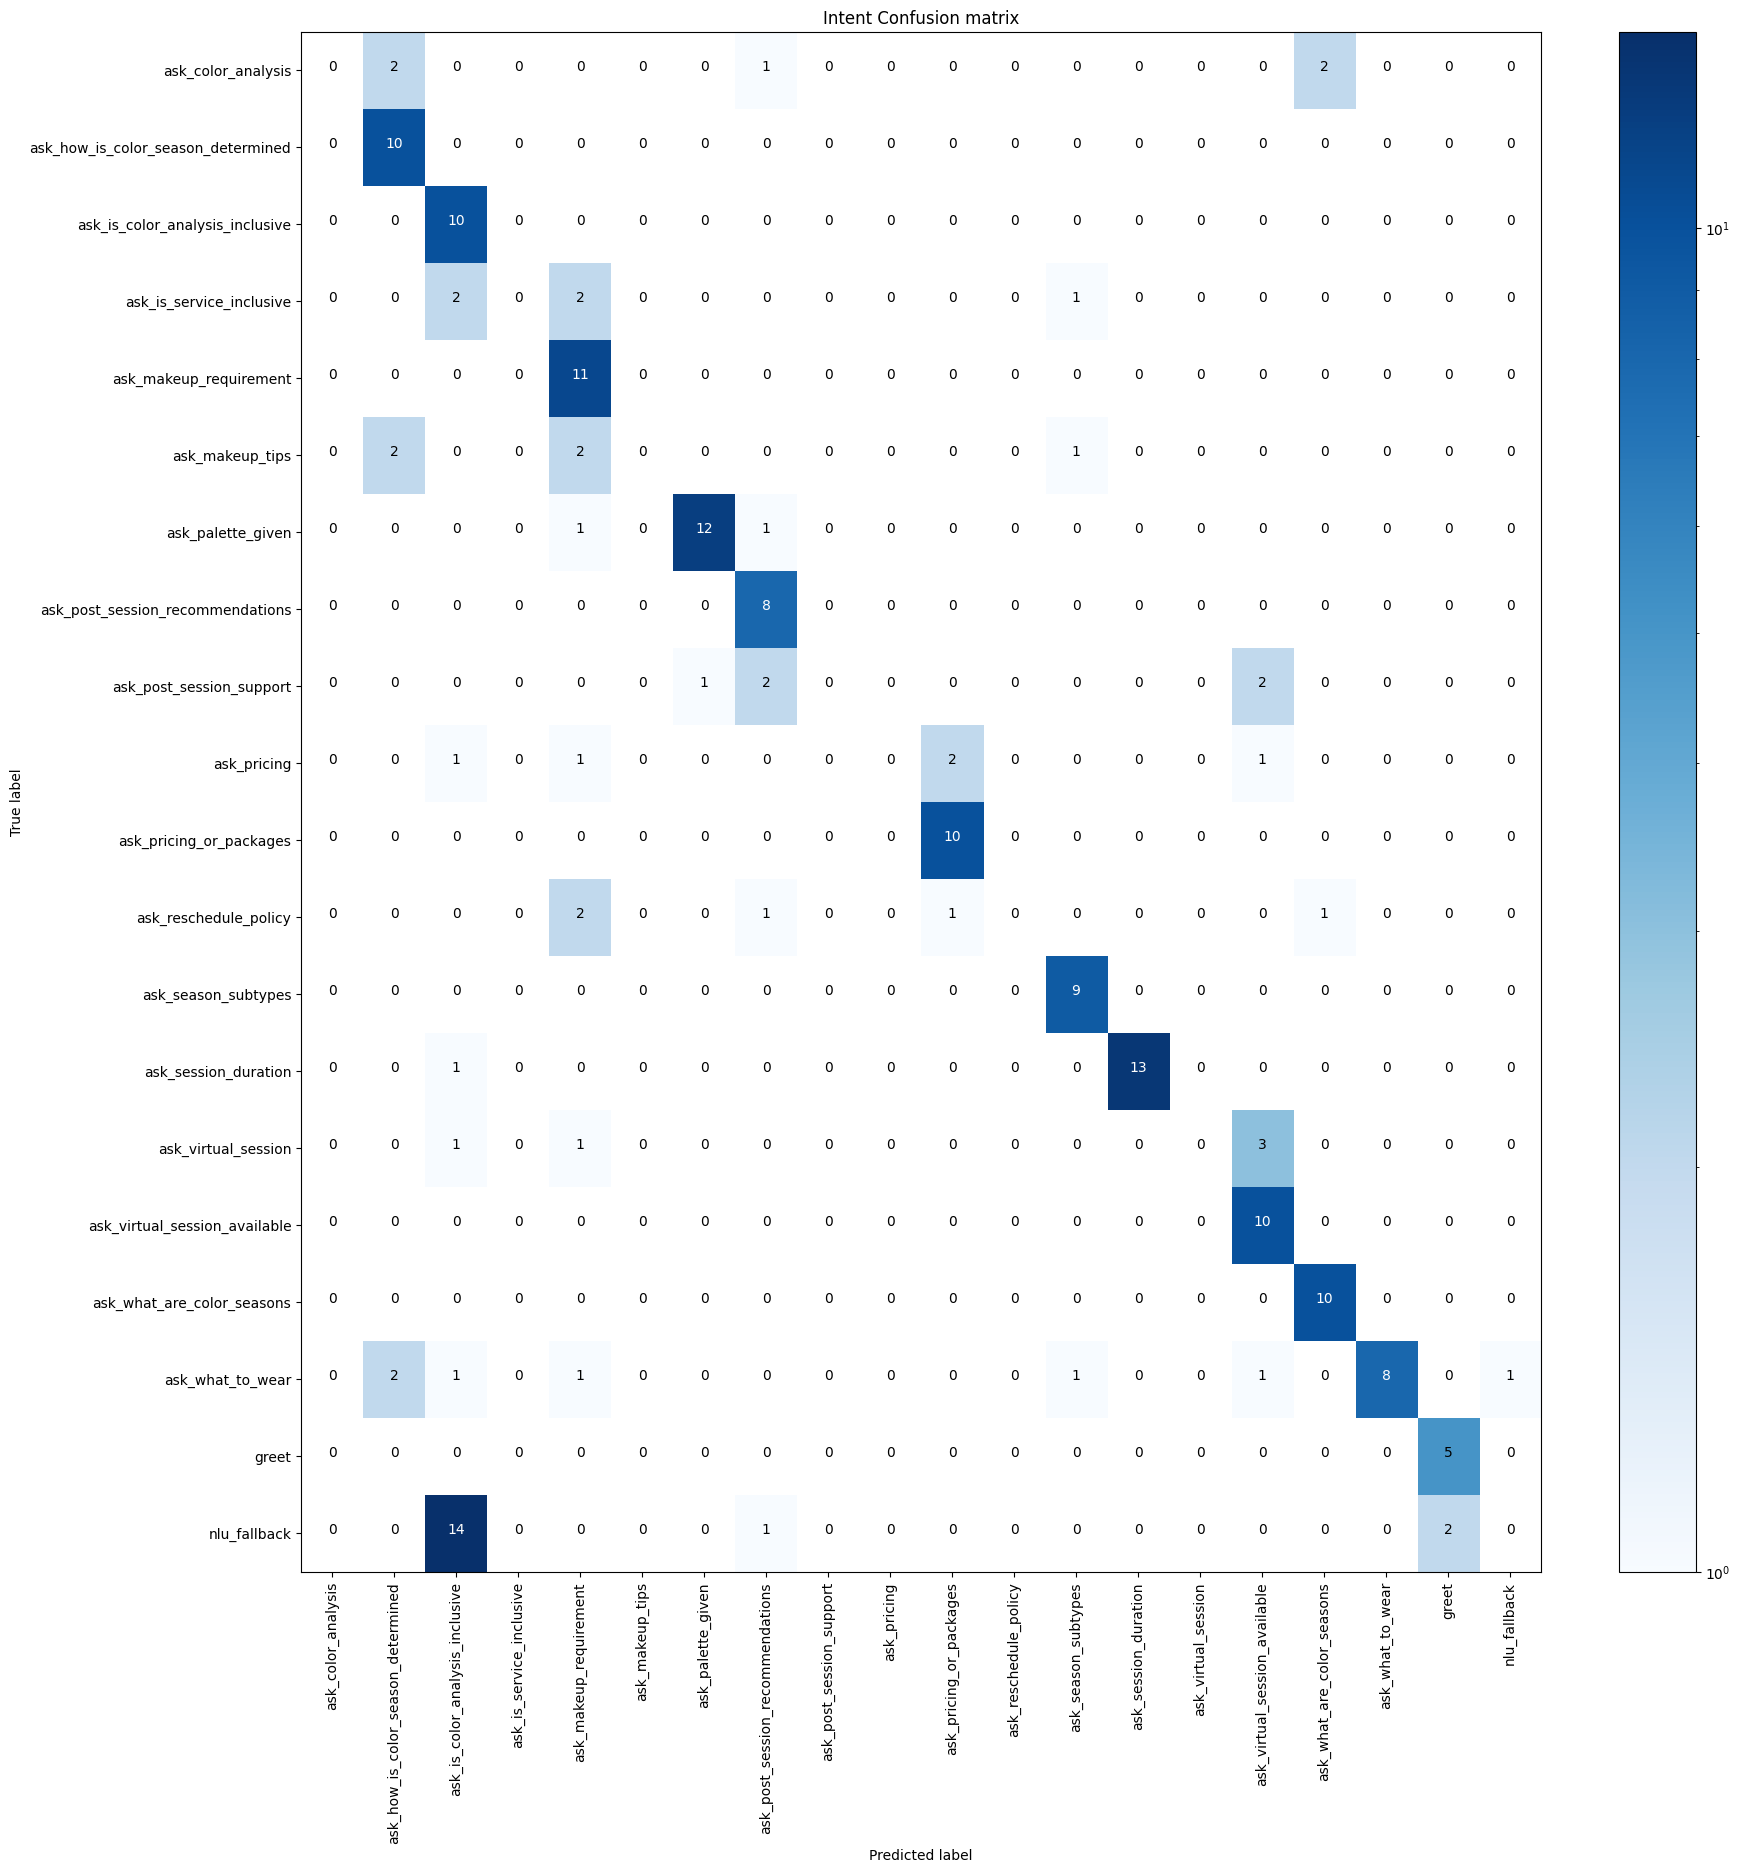 Intent Confusion matrix
ask_color_analysis 0 2 0 0 0 0 0 1 0 0 0 0 0 0 0 0 2 0 0 0
ask_how_is_color_season_determined 0 10 0 0 0 0 0 0 0 0 0 0 0 0 0 0 0 0 0 0
ask_is_color_analysis_inclusive 0 0 10 0 0 0 0 0 0 0 0 0 0 0 0 0 0 0 0 0
ask_is_service_inclusive 0 0 2 0 2 0 0 0 0 0 0 0 1 0 0 0 0 0 0 0
ask_makeup_requirement 0 0 0 0 11 0 0 0 0 0 0 0 0 0 0 0 0 0 0 0
ask_makeup_tips 0 2 0 0 2 0 0 0 0 0 0 0 1 0 0 0 0 0 0 0
ask_palette_given 0 0 0 0 1 0 12 1 0 0 0 0 0 0 0 0 0 0 0 0
ask_post_session_recommendations 0 0 0 0 0 0 0 8 0 0 0 0 0 0 0 0 0 0 0 0
ask_post_session_support 0 0 0 0 0 0 1 2 0 0 0 0 0 0 0 2 0 0 0 0
ask_pricing 0 0 1 0 1 0 0 0 0 0 2 0 0 0 0 1 0 0 0 0
ask_pricing_or_packages 0 0 0 0 0 0 0 0 0 0 10 0 0 0 0 0 0 0 0 0
ask_reschedule_policy 0 0 0 0 2 0 0 1 0 0 1 0 0 0 0 0 1 0 0 0
ask_season_subtypes 0 0 0 0 0 0 0 0 0 0 0 0 9 0 0 0 0 0 0 0
ask_session_duration 0 0 1 0 0 0 0 0 0 0 0 0 0 13 0 0 0 0 0 0
ask_virtual_session 0 0 1 0 1 0 0 0 0 0 0 0 0 0 0 3 0 0 0 0
ask_virtual_session_available 0 0 0 0 0 0 0 0 0 0 0 0 0 0 0 10 0 0 0 0
ask_what_are_color_seasons 0 0 0 0 0 0 0 0 0 0 0 0 0 0 0 0 10 0 0 0
ask_what_to_wear 0 2 1 0 1 0 0 0 0 0 0 0 1 0 0 1 0 8 0 1
greet 0 0 0 0 0 0 0 0 0 0 0 0 0 0 0 0 0 0 5 0
nlu_fallback 0 0 14 0 0 0 0 1 0 0 0 0 0 0 0 0 0 0 2 0
True label
ask_color_analysis
ask_how_is_color_season_determined
ask_is_color_analysis_inclusive
ask_is_service_inclusive
ask_makeup_requirement
ask_makeup_tips
ask_palette_given
ask_post_session_recommendations
ask_post_session_support
ask_pricing
ask_pricing_or_packages
ask_reschedule_policy
ask_season_subtypes
ask_session_duration
ask_virtual_session
ask_virtual_session_available
ask_what_are_color_seasons
ask_what_to_wear
greet
nlu_fallback
Predicted label
10¹
10⁰